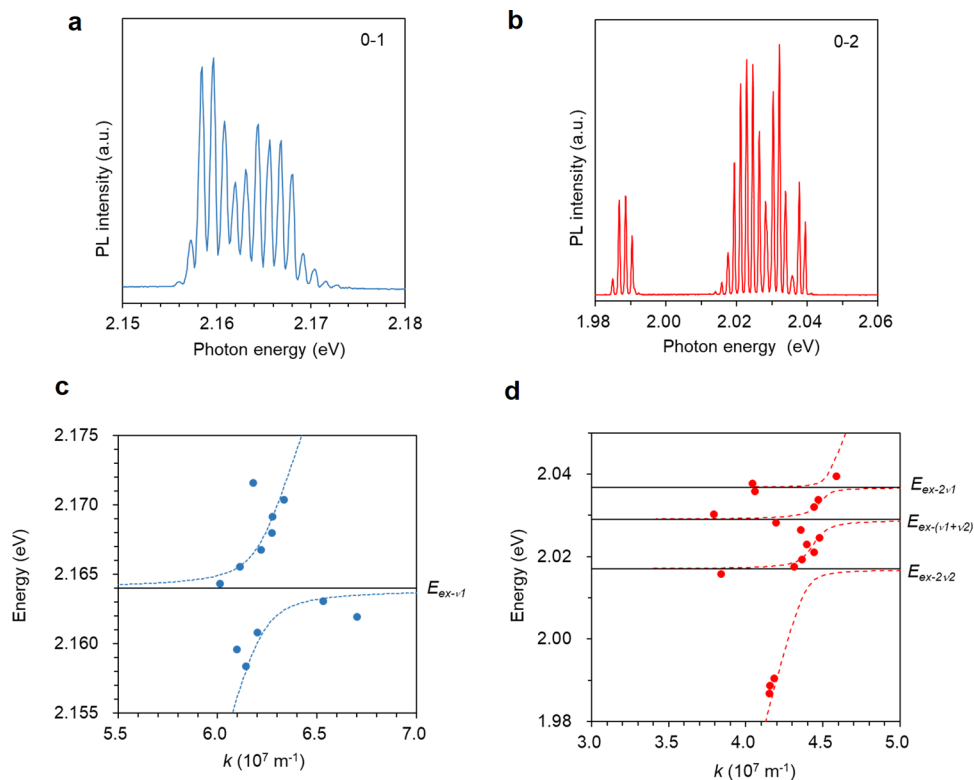 a
0-1
PL intensity (a.u.)
2.15 2.16 2.17 2.18
Photon energy (eV)
b
0-2
PL intensity (a.u.)
1.98 2.00 2.02 2.04 2.06
Photon energy (eV)
c
2.175
2.170
2.165
2.160
2.155
Energy (eV)
E_ex-ν1
5.5 6.0 6.5 7.0
k (10⁷ m⁻¹)
d
2.04
2.02
2.00
1.98
Energy (eV)
E_ex-2ν1
E_ex-(ν1+ν2)
E_ex-2ν2
3.0 3.5 4.0 4.5 5.0
k (10⁷ m⁻¹)